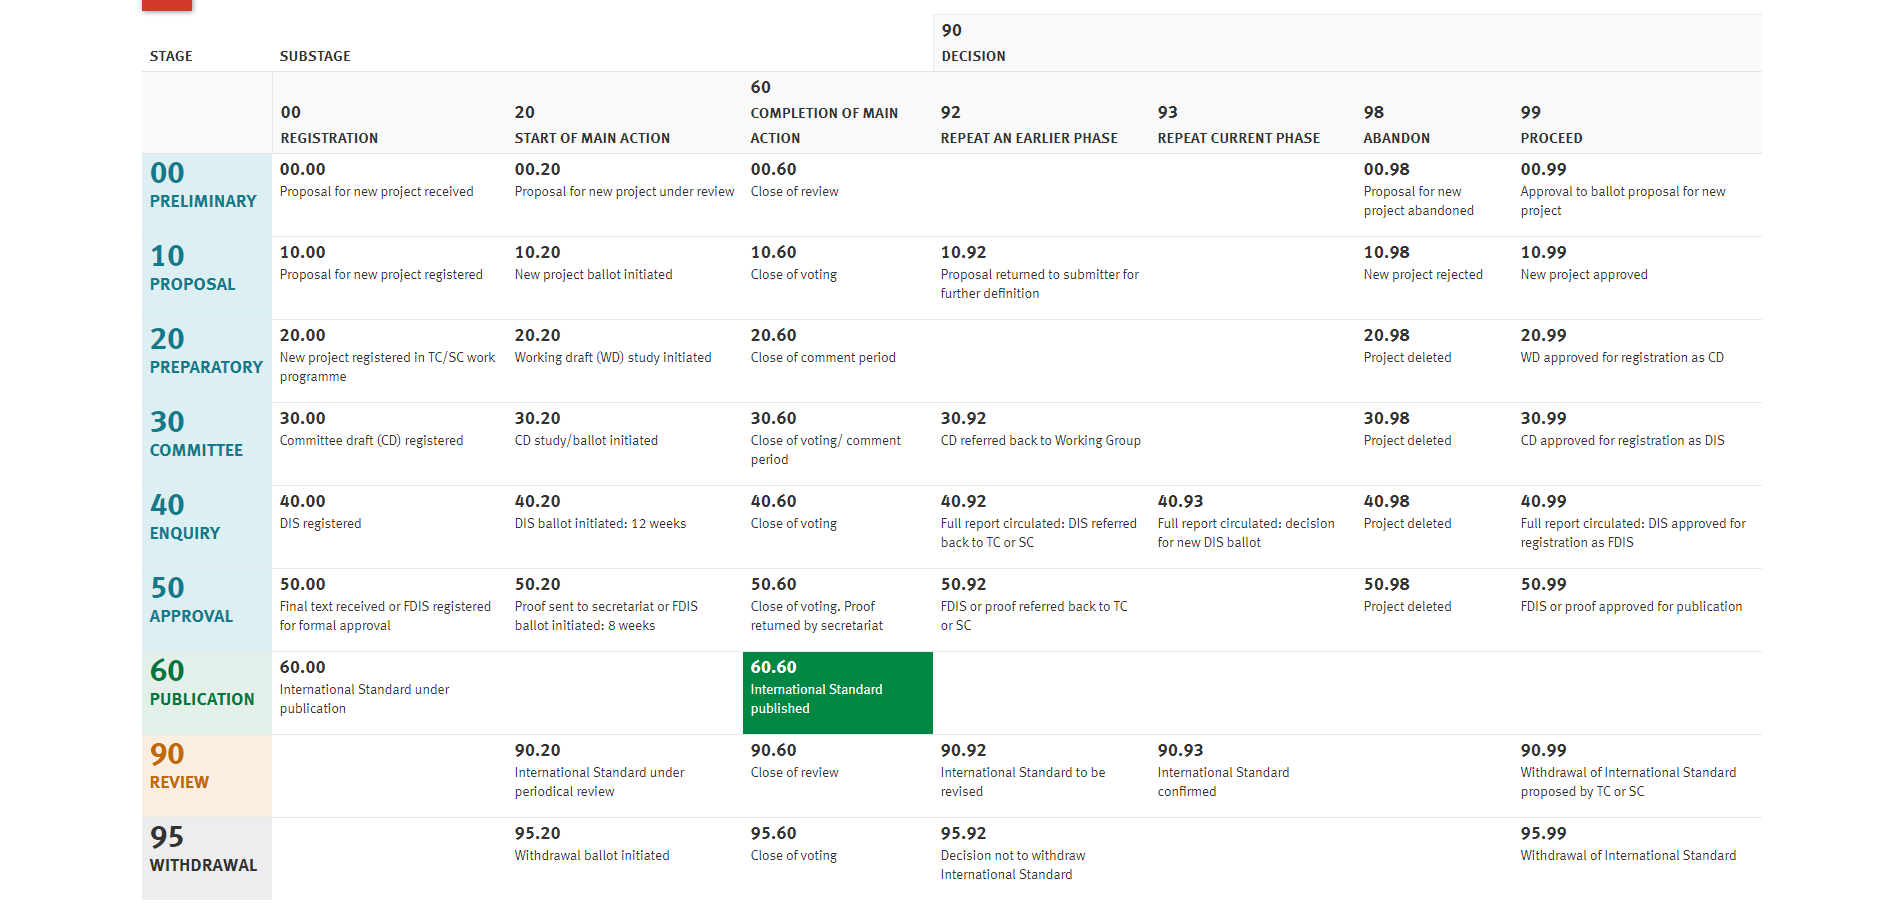 90
DECISION
STAGE
SUBSTAGE
00
REGISTRATION
20
START OF MAIN ACTION
60
COMPLETION OF MAIN
ACTION
92
REPEAT AN EARLIER PHASE
93
REPEAT CURRENT PHASE
98
ABANDON
99
PROCEED
00
PRELIMINARY
00.00
Proposal for new project received
00.20
Proposal for new project under review
00.60
Close of review
00.98
Proposal for new
project abandoned
00.99
Approval to ballot proposal for new
project
10
PROPOSAL
10.00
Proposal for new project registered
10.20
New project ballot initiated
10.60
Close of voting
10.92
Proposal returned to submitter for
further definition
10.98
New project rejected
10.99
New project approved
20
PREPARATORY
20.00
New project registered in TC/SC work
programme
20.20
Working draft (WD) study initiated
20.60
Close of comment period
20.98
Project deleted
20.99
WD approved for registration as CD
30
COMMITTEE
30.00
Committee draft (CD) registered
30.20
CD study/ballot initiated
30.60
Close of voting/ comment
period
30.92
CD referred back to Working Group
30.98
Project deleted
30.99
CD approved for registration as DIS
40
ENQUIRY
40.00
DIS registered
40.20
DIS ballot initiated: 12 weeks
40.60
Close of voting
40.92
Full report circulated: DIS referred
back to TC or SC
40.93
Full report circulated: decision
for new DIS ballot
40.98
Project deleted
40.99
Full report circulated: DIS approved for
registration as FDIS
50
APPROVAL
50.00
Final text received or FDIS registered
for formal approval
50.20
Proof sent to secretariat or FDIS
ballot initiated: 8 weeks
50.60
Close of voting. Proof
returned by secretariat
50.92
FDIS or proof referred back to TC
or SC
50.98
Project deleted
50.99
FDIS or proof approved for publication
60
PUBLICATION
60.00
International Standard under
publication
60.60
International Standard
published
90
REVIEW
90.20
International Standard under
periodical review
90.60
Close of review
90.92
International Standard to be
revised
90.93
International Standard
confirmed
90.99
Withdrawal of International Standard
proposed by TC or SC
95
WITHDRAWAL
95.20
Withdrawal ballot initiated
95.60
Close of voting
95.92
Decision not to withdraw
International Standard
95.99
Withdrawal of International Standard